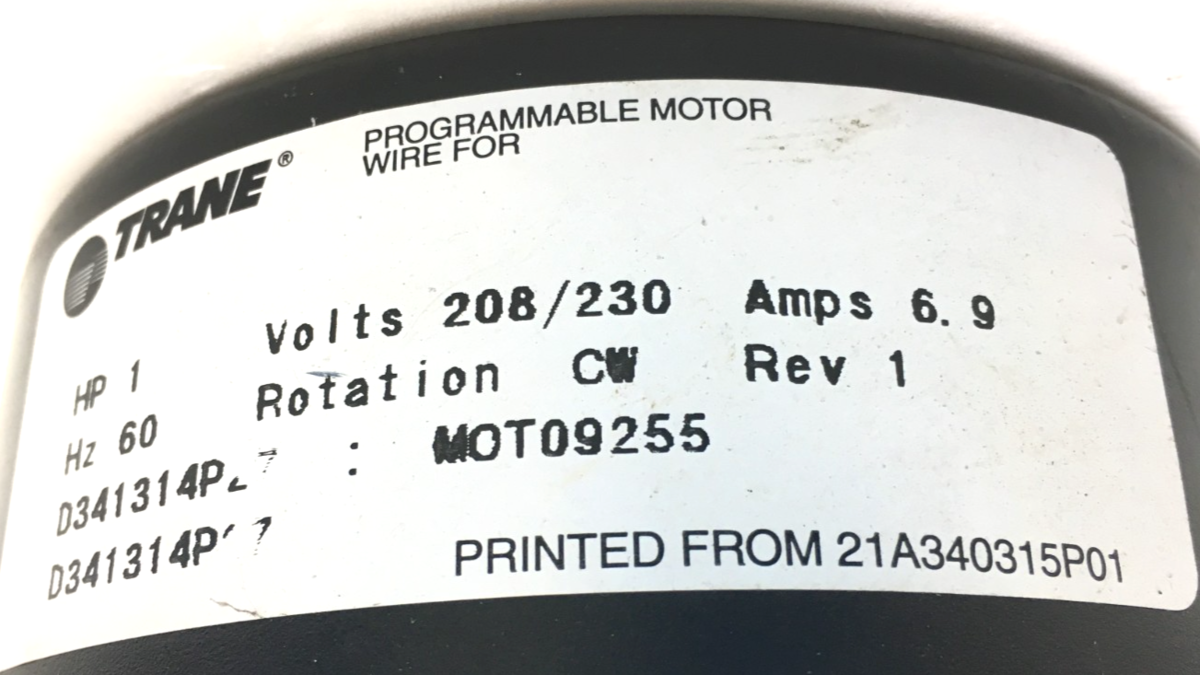 TRANE®
PROGRAMMABLE MOTOR
WIRE FOR
HP 1 Volts 208/230 Amps 6.9
Hz 60 Rotation CW Rev 1
: MOT09255
PRINTED FROM 21A340315P01